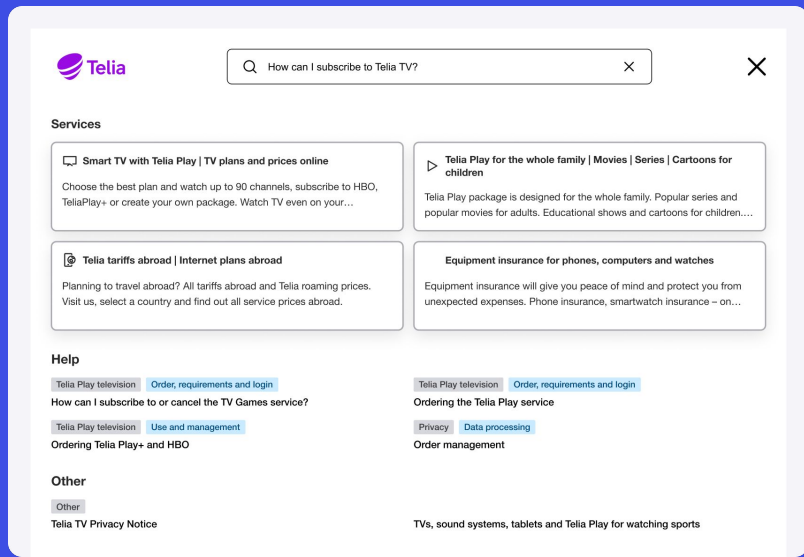 Telia
How can I subscribe to Telia TV?
Services
Smart TV with Telia Play | TV plans and prices online
Choose the best plan and watch up to 90 channels, subscribe to HBO,
TeliaPlay+ or create your own package. Watch TV even on your…
Telia Play for the whole family | Movies | Series | Cartoons for
children
Telia Play package is designed for the whole family. Popular series and
popular movies for adults. Educational shows and cartoons for children.…
Telia tariffs abroad | Internet plans abroad
Planning to travel abroad? All tariffs abroad and Telia roaming prices.
Visit us, select a country and find out all service prices abroad.
Equipment insurance for phones, computers and watches
Equipment insurance will give you peace of mind and protect you from
unexpected expenses. Phone insurance, smartwatch insurance – on…
Help
Telia Play television Order, requirements and login
How can I subscribe to or cancel the TV Games service?
Telia Play television Order, requirements and login
Ordering the Telia Play service
Telia Play television Use and management
Ordering Telia Play+ and HBO
Privacy Data processing
Order management
Other
Other
Telia TV Privacy Notice
TVs, sound systems, tablets and Telia Play for watching sports